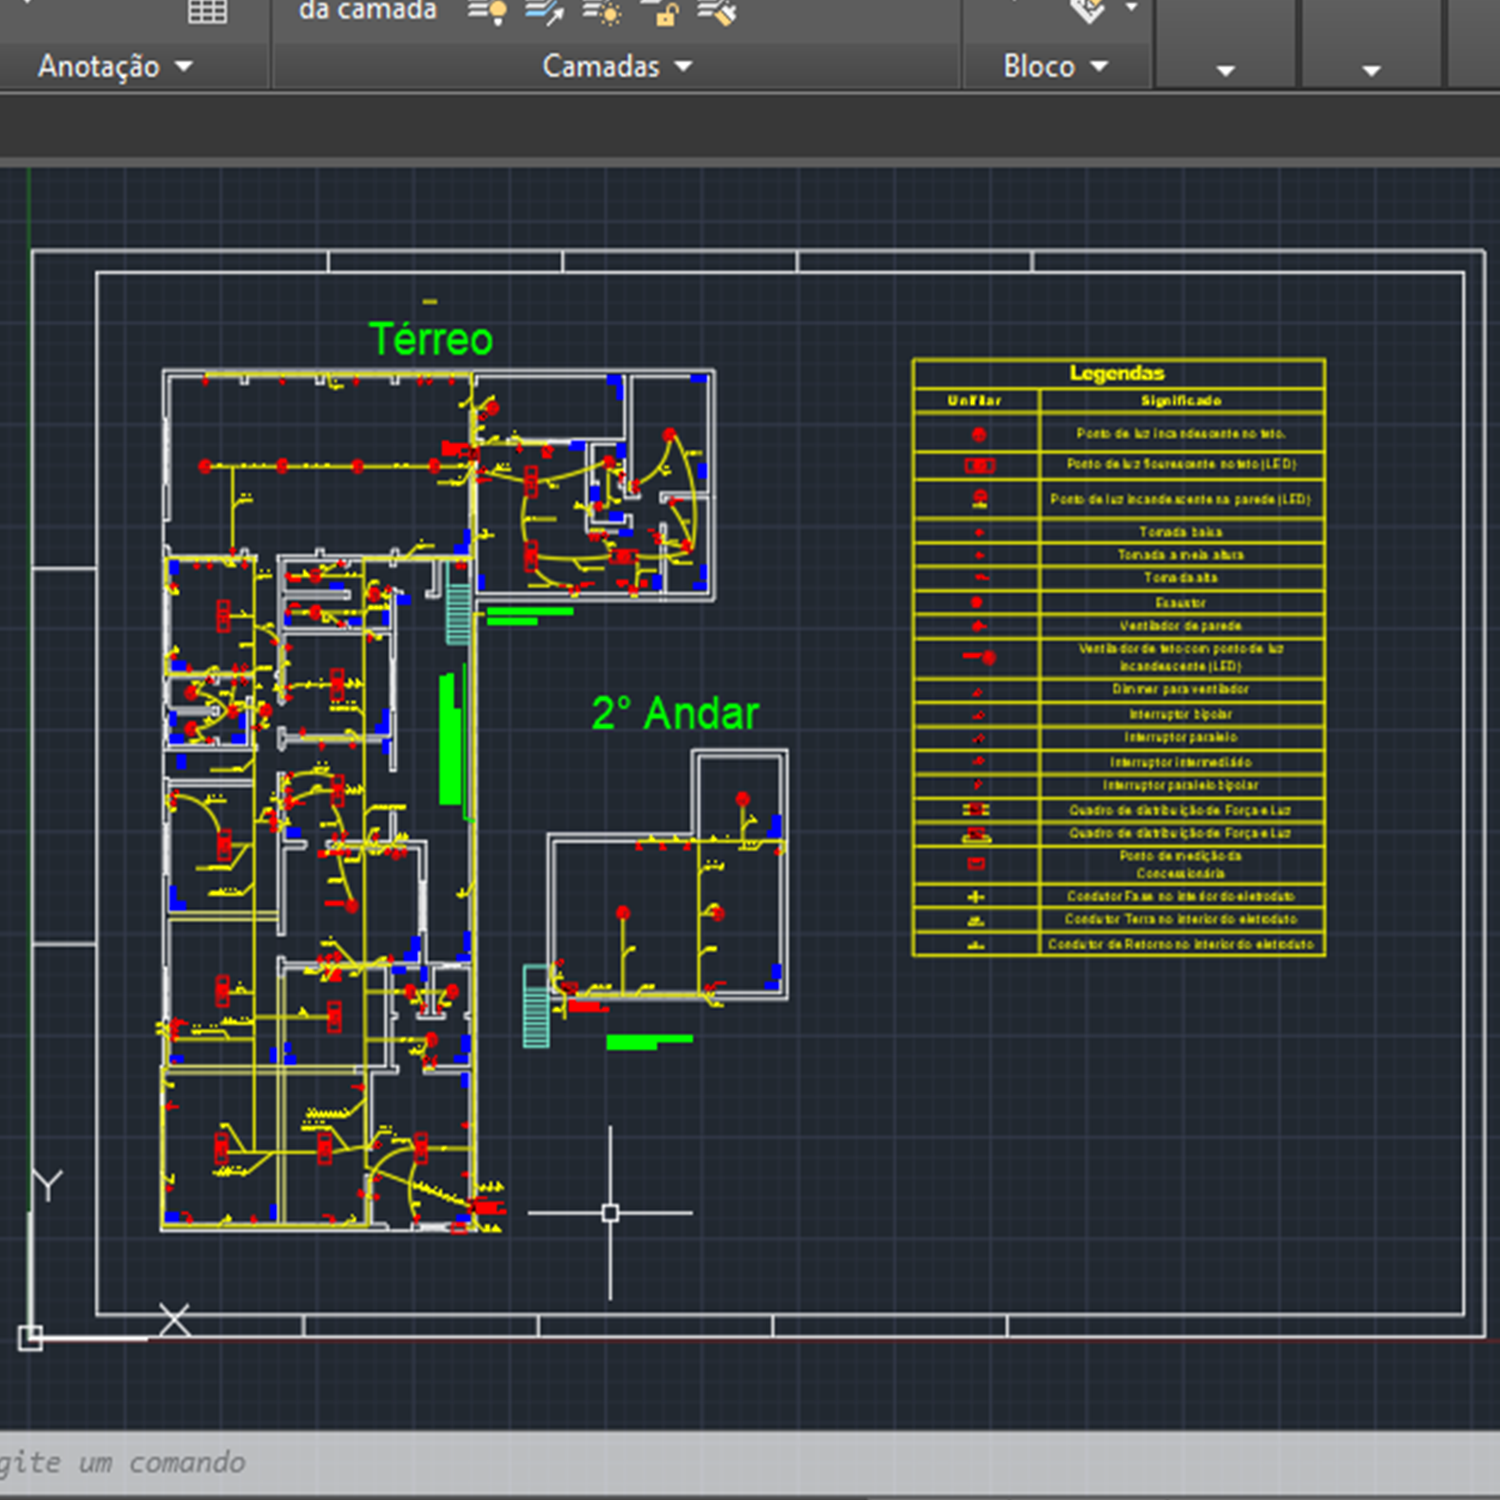 da camada
Anotação
Camadas
Bloco
Térreo
2° Andar
Legendas
Unifilar Significado
Ponto de luz incandescente no teto.
Ponto de luz flourescente no teto (LED)
Ponto de luz incandescente na parede (LED)
Tomada baixa
Tomada a meia altura
Tomada alta
Exaustor
Ventilador de parede
Ventilador de teto com ponto de luz
incandescente (LED)
Dimmer para ventilador
Interruptor bipolar
Interruptor paralelo
Interruptor intermediário
Interruptor paralelo bipolar
Quadro de distribuição de Força e Luz
Quadro de distribuição de Força e Luz
Ponto de medição da
Concessionária
Condutor Fase no interior do eletroduto
Condutor Terra no interior do eletroduto
Condutor de Retorno no interior do eletroduto
Y
X
gite um comando